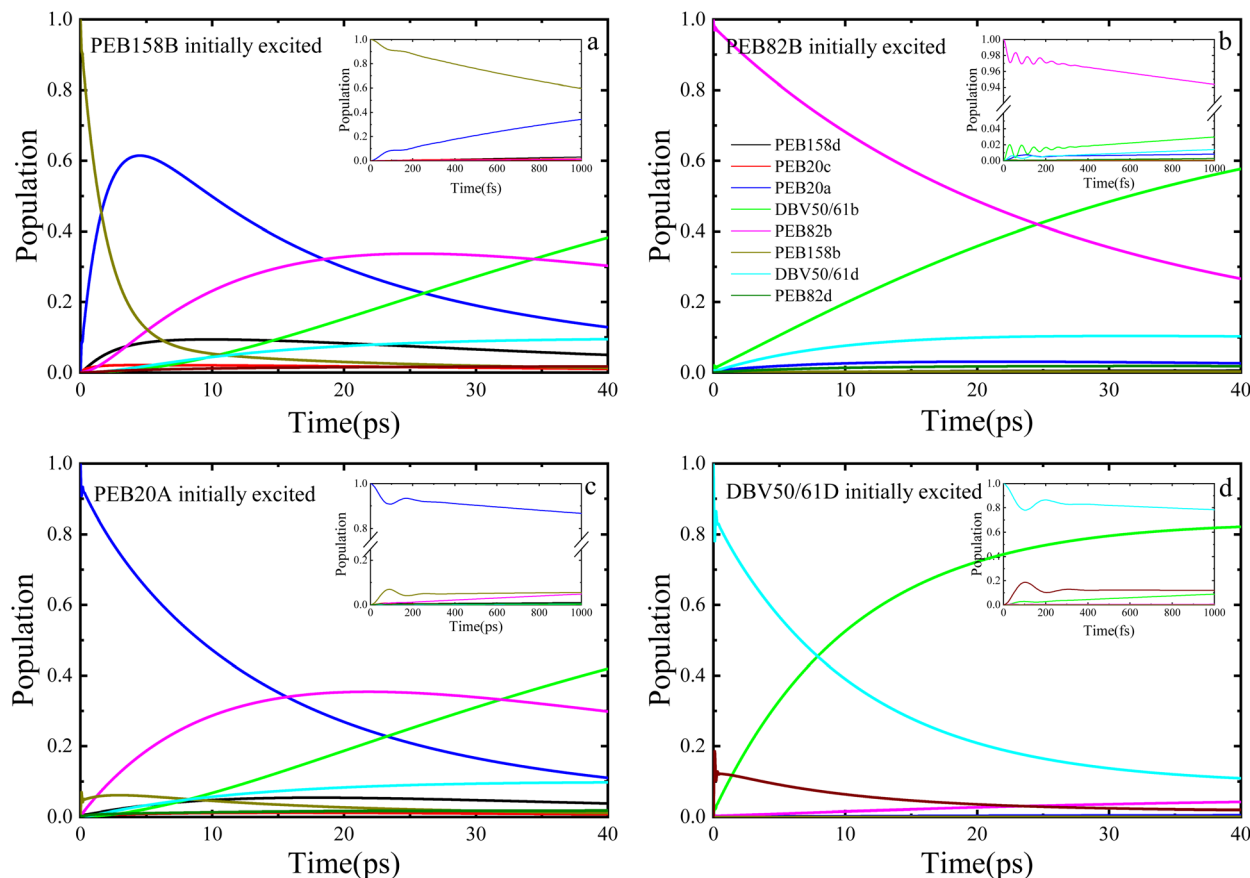 PEB158B initially excited
a
Population
1.0
0.8
0.6
0.4
0.2
0.0
0
10
20
30
40
Time(ps)
Population
1.0
0.8
0.6
0.4
0.2
0.0
0
200
400
600
800
1000
Time(fs)
PEB82B initially excited
b
Population
1.0
0.8
0.6
0.4
0.2
0.0
0
10
20
30
40
Time(ps)
PEB158d
PEB20c
PEB20a
DBV50/61b
PEB82b
PEB158b
DBV50/61d
PEB82d
Population
1.00
0.98
0.96
0.94
0.04
0.02
0.00
0
200
400
600
800
1000
Time(fs)
PEB20A initially excited
c
Population
1.0
0.8
0.6
0.4
0.2
0.0
0
10
20
30
40
Time(ps)
Population
1.0
0.8
0.2
0.0
0
200
400
600
800
1000
Time(ps)
DBV50/61D initially excited
d
Population
1.0
0.8
0.6
0.4
0.2
0.0
0
10
20
30
40
Time(ps)
Population
1.0
0.8
0.6
0.4
0.2
0.0
0
200
400
600
800
1000
Time(fs)